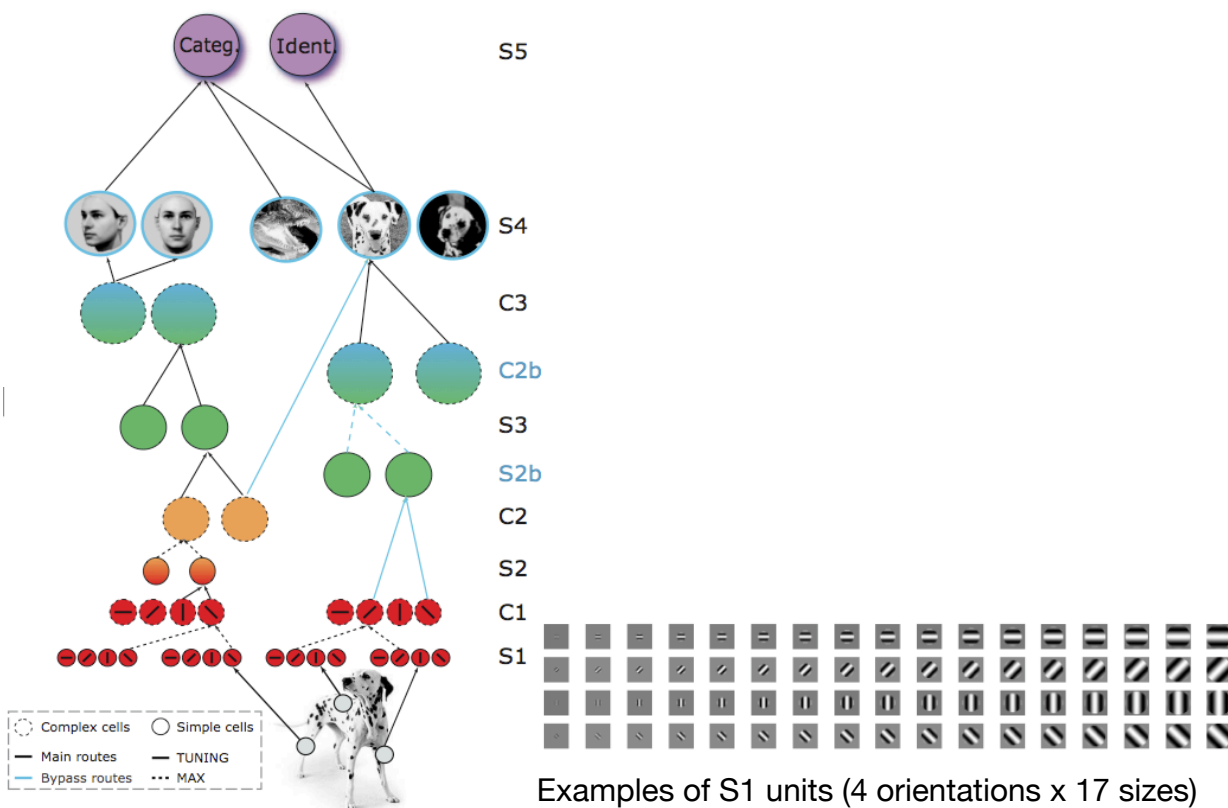 Categ.
Ident.
S5
S4
C3
C2b
S3
S2b
C2
S2
C1
S1
Complex cells
Simple cells
Main routes
TUNING
Bypass routes
MAX
Examples of S1 units (4 orientations x 17 sizes)